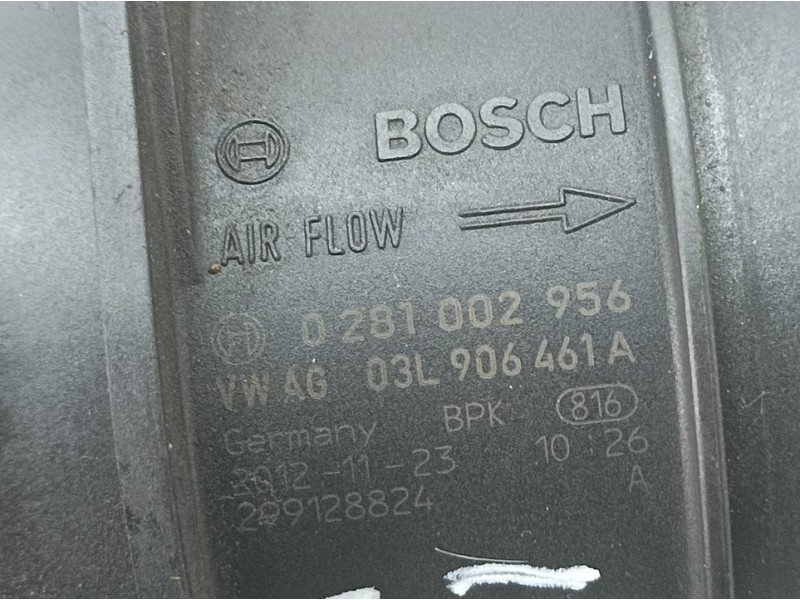 BOSCH
AIR FLOW
0 281 002 956
VW AG 03L 906 461 A
Germany BPK 816
2012-11-23 10:26
299128824 A